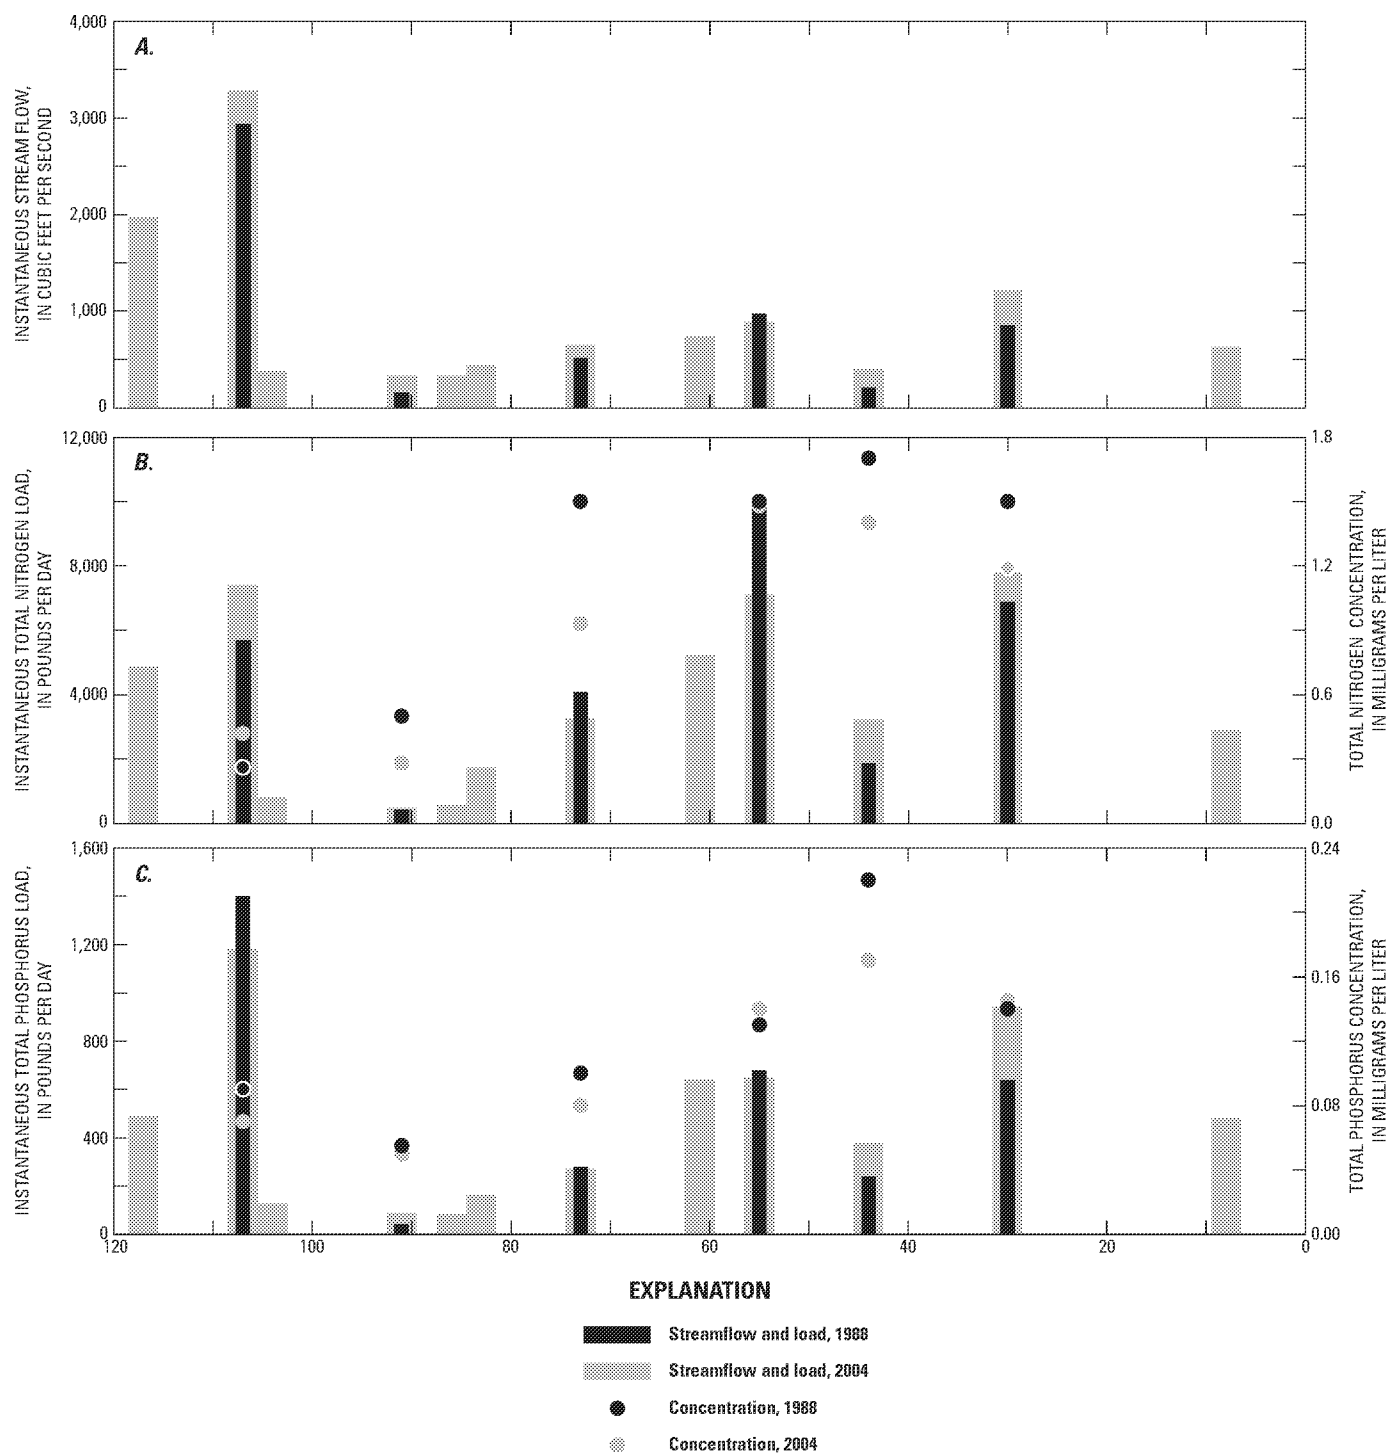 A.
4,000
3,000
2,000
1,000
0
INSTANTANEOUS STREAM FLOW,
IN CUBIC FEET PER SECOND
B.
12,000
8,000
4,000
0
INSTANTANEOUS TOTAL NITROGEN LOAD,
IN POUNDS PER DAY
1.8
1.2
0.6
0.0
TOTAL NITROGEN CONCENTRATION,
IN MILLIGRAMS PER LITER
C.
1,600
1,200
800
400
0
INSTANTANEOUS TOTAL PHOSPHORUS LOAD,
IN POUNDS PER DAY
0.24
0.16
0.08
0.00
TOTAL PHOSPHORUS CONCENTRATION,
IN MILLIGRAMS PER LITER
120 100 80 60 40 20 0
EXPLANATION
Streamflow and load, 1988
Streamflow and load, 2004
Concentration, 1988
Concentration, 2004